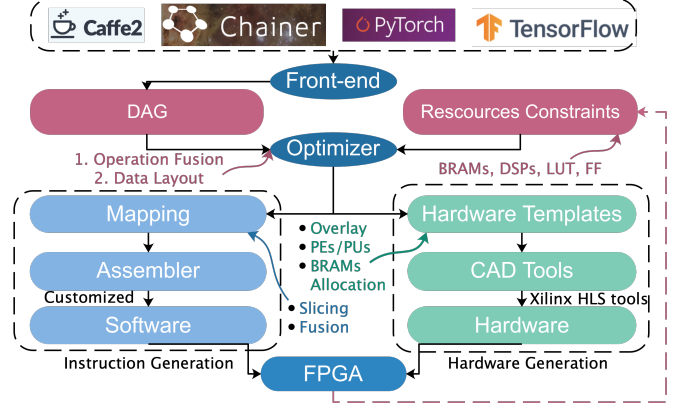 Caffe2
Chainer
PyTorch
TensorFlow
Front-end
DAG
Rescources Constraints
Optimizer
1. Operation Fusion
2. Data Layout
BRAMs, DSPs, LUT, FF
Mapping
Hardware Templates
• Overlay
• PEs/PUs
• BRAMs
Allocation
Assembler
CAD Tools
Customized
Xilinx HLS tools
• Slicing
• Fusion
Software
Hardware
Instruction Generation
Hardware Generation
FPGA